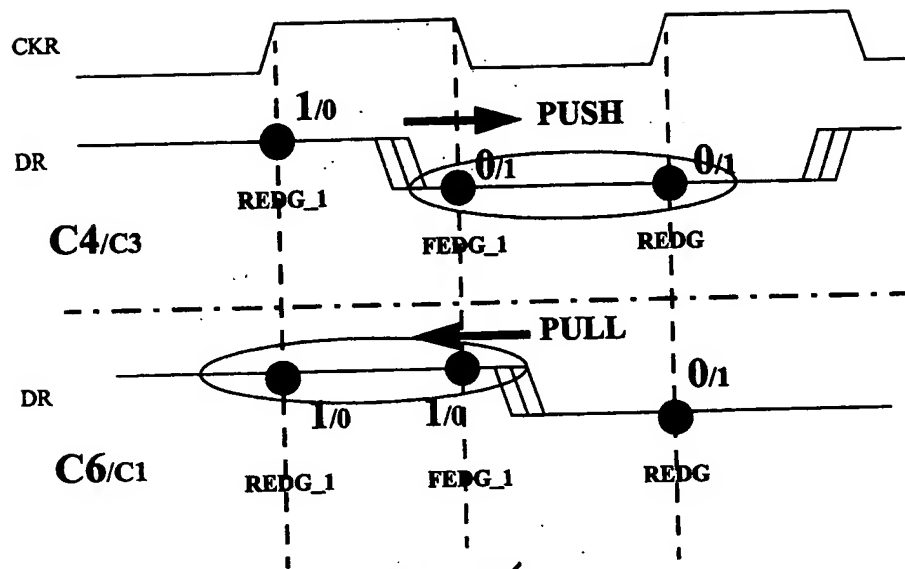 CKR
1/0
PUSH
DR
0/1
0/1
REDG_1
C4/C3
FEDG_1
REDG
PULL
DR
0/1
1/0
1/0
C6/C1
REDG_1
FEDG_1
REDG